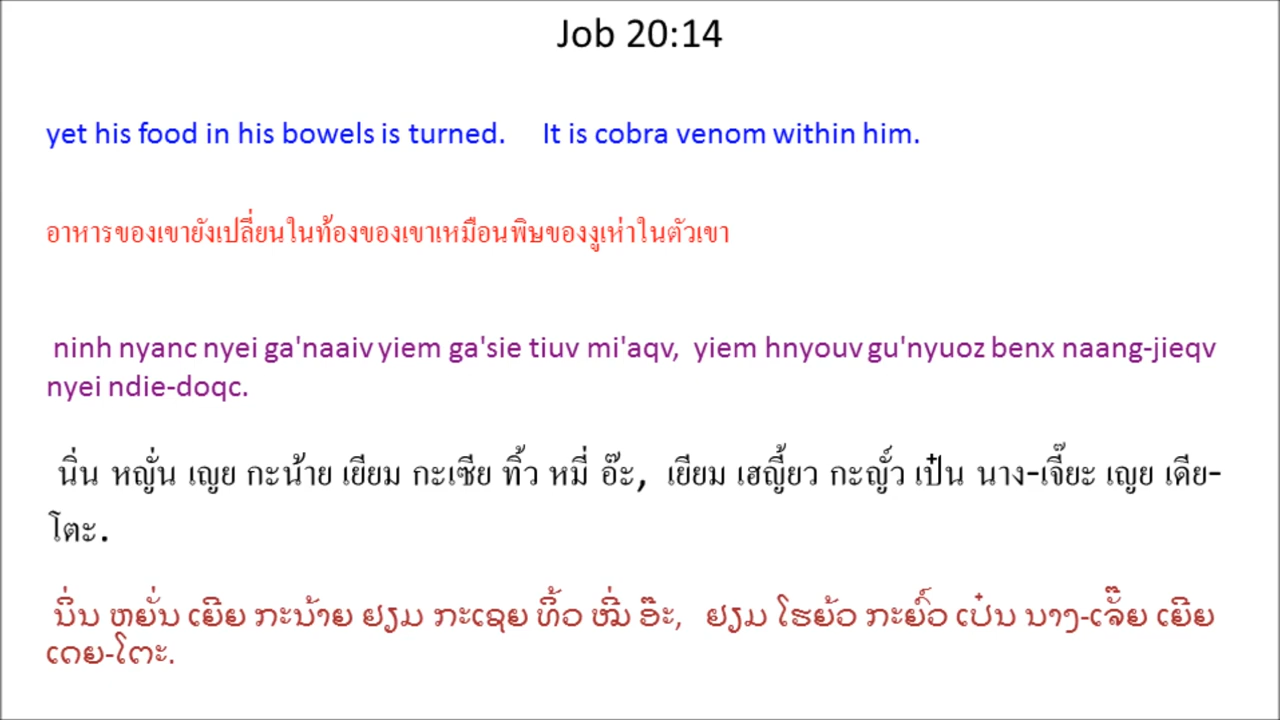 Job 20:14
yet his food in his bowels is turned. It is cobra venom within him.
อาหารของเขายังเปลี่ยนในท้องของเขาเหมือนพิษของงูเห่าในตัวเขา
ninh nyanc nyei ga'naaiv yiem ga'sie tiuv mi'aqv, yiem hnyouv gu'nyuoz benx naang-jieqv
nyei ndie-doqc.
นิ่น หญั่น เญย กะน้าย เยียม กะเซีย ทิ้ว หมี่ อ๊ะ, เยียม เฮญี้ยว กะญั์ว เป๋น นาง-เจี๊ยะ เญย เดีย-
โตะ.
ນິ່ນ ຫຍັ່ນ ເຍີຍ ກະນ້າຍ ຢຽມ ກະເຊຍ ທິ້ວ ໝີ່ ອ໊ະ, ຢຽມ ໂຮຍ້ວ ກະຍົ໌ວ ເປ໋ນ ນາງ-ເຈັ໊ຍ ເຍີຍ
ເດຍ-ໂຕະ.